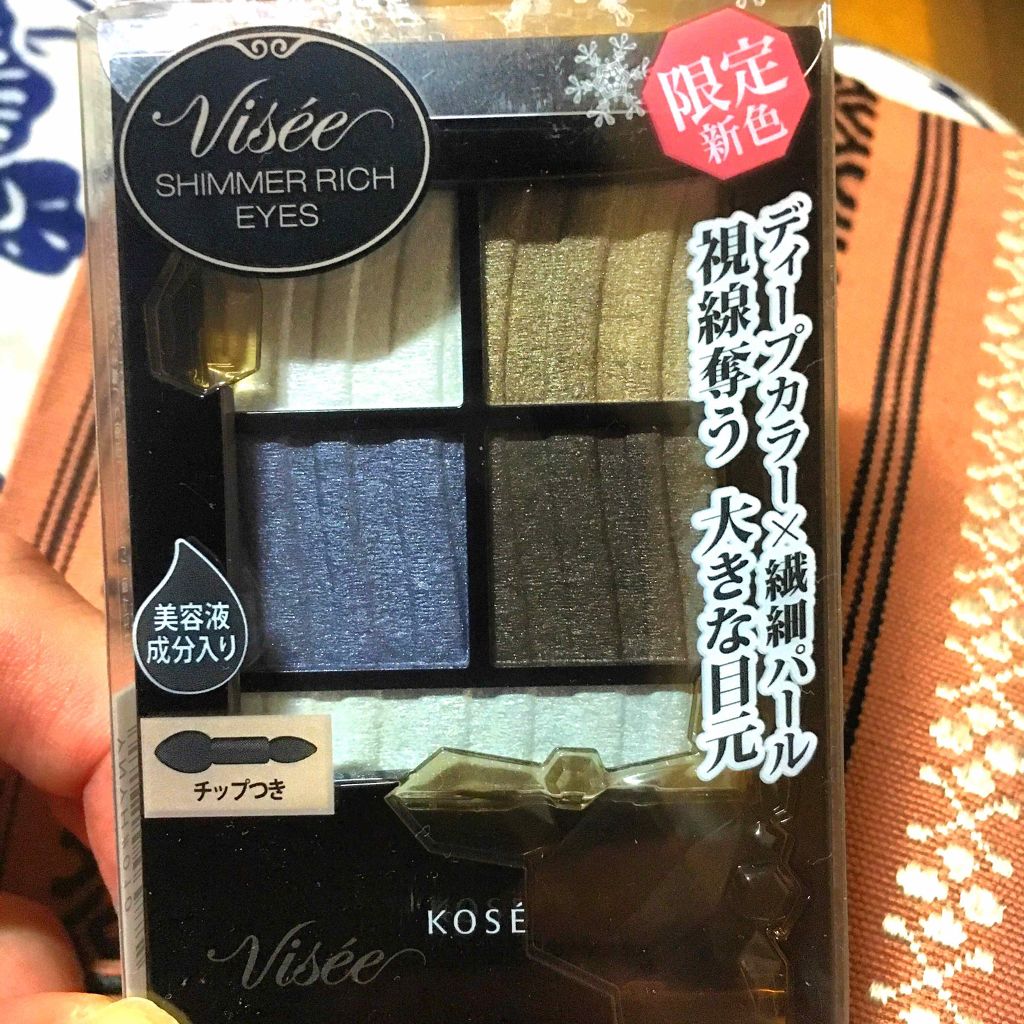 Visée
SHIMMER RICH
EYES
限定
新色
ディープカラー×繊細パール
視線奪う 大きな目元
美容液
成分入り
チップつき
KOSÉ
Visée